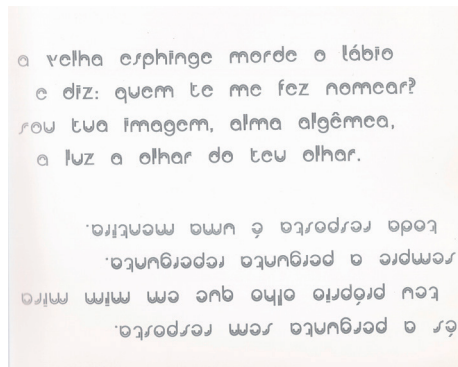 a velha esphinge morde o lábio
e diz: quem te me fez nomear?
sou tua imagem, alma algêmea,
a luz a olhar do teu olhar.
és a pergunta sem resposta.
teu próprio olho que em mim mira
sempre a pergunta repergunta.
toda resposta é uma mentira.